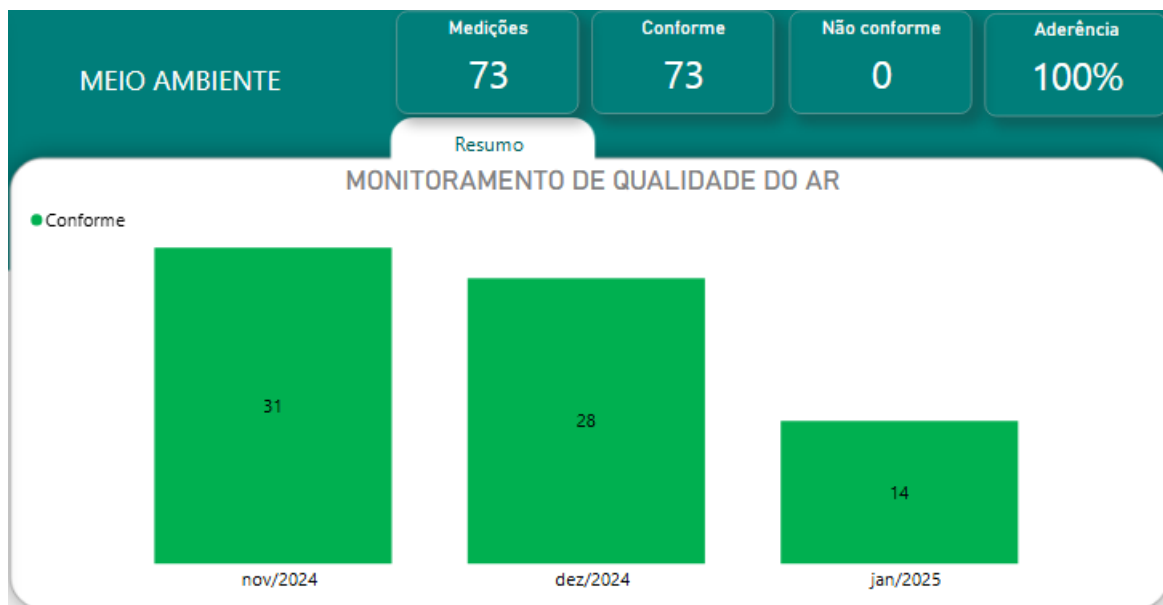 MEIO AMBIENTE
Medições
73
Conforme
73
Não conforme
0
Aderência
100%
Resumo
MONITORAMENTO DE QUALIDADE DO AR
Conforme
31
28
14
nov/2024
dez/2024
jan/2025